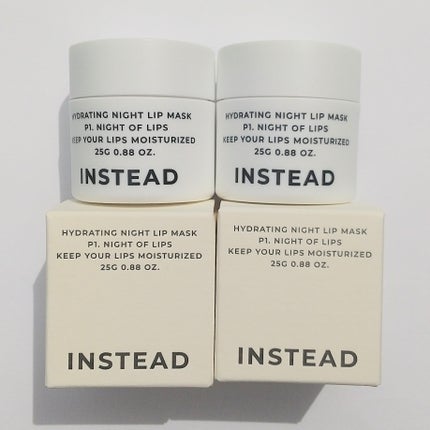 HYDRATING NIGHT LIP MASK
P1. NIGHT OF LIPS
KEEP YOUR LIPS MOISTURIZED
25G 0.88 OZ.
INSTEAD
HYDRATING NIGHT LIP MASK
P1. NIGHT OF LIPS
KEEP YOUR LIPS MOISTURIZED
25G 0.88 OZ.
INSTEAD
HYDRATING NIGHT LIP MASK
P1. NIGHT OF LIPS
KEEP YOUR LIPS MOISTURIZED
25G 0.88 OZ.
INSTEAD
HYDRATING NIGHT LIP MASK
P1. NIGHT OF LIPS
KEEP YOUR LIPS MOISTURIZED
25G 0.88 OZ.
INSTEAD